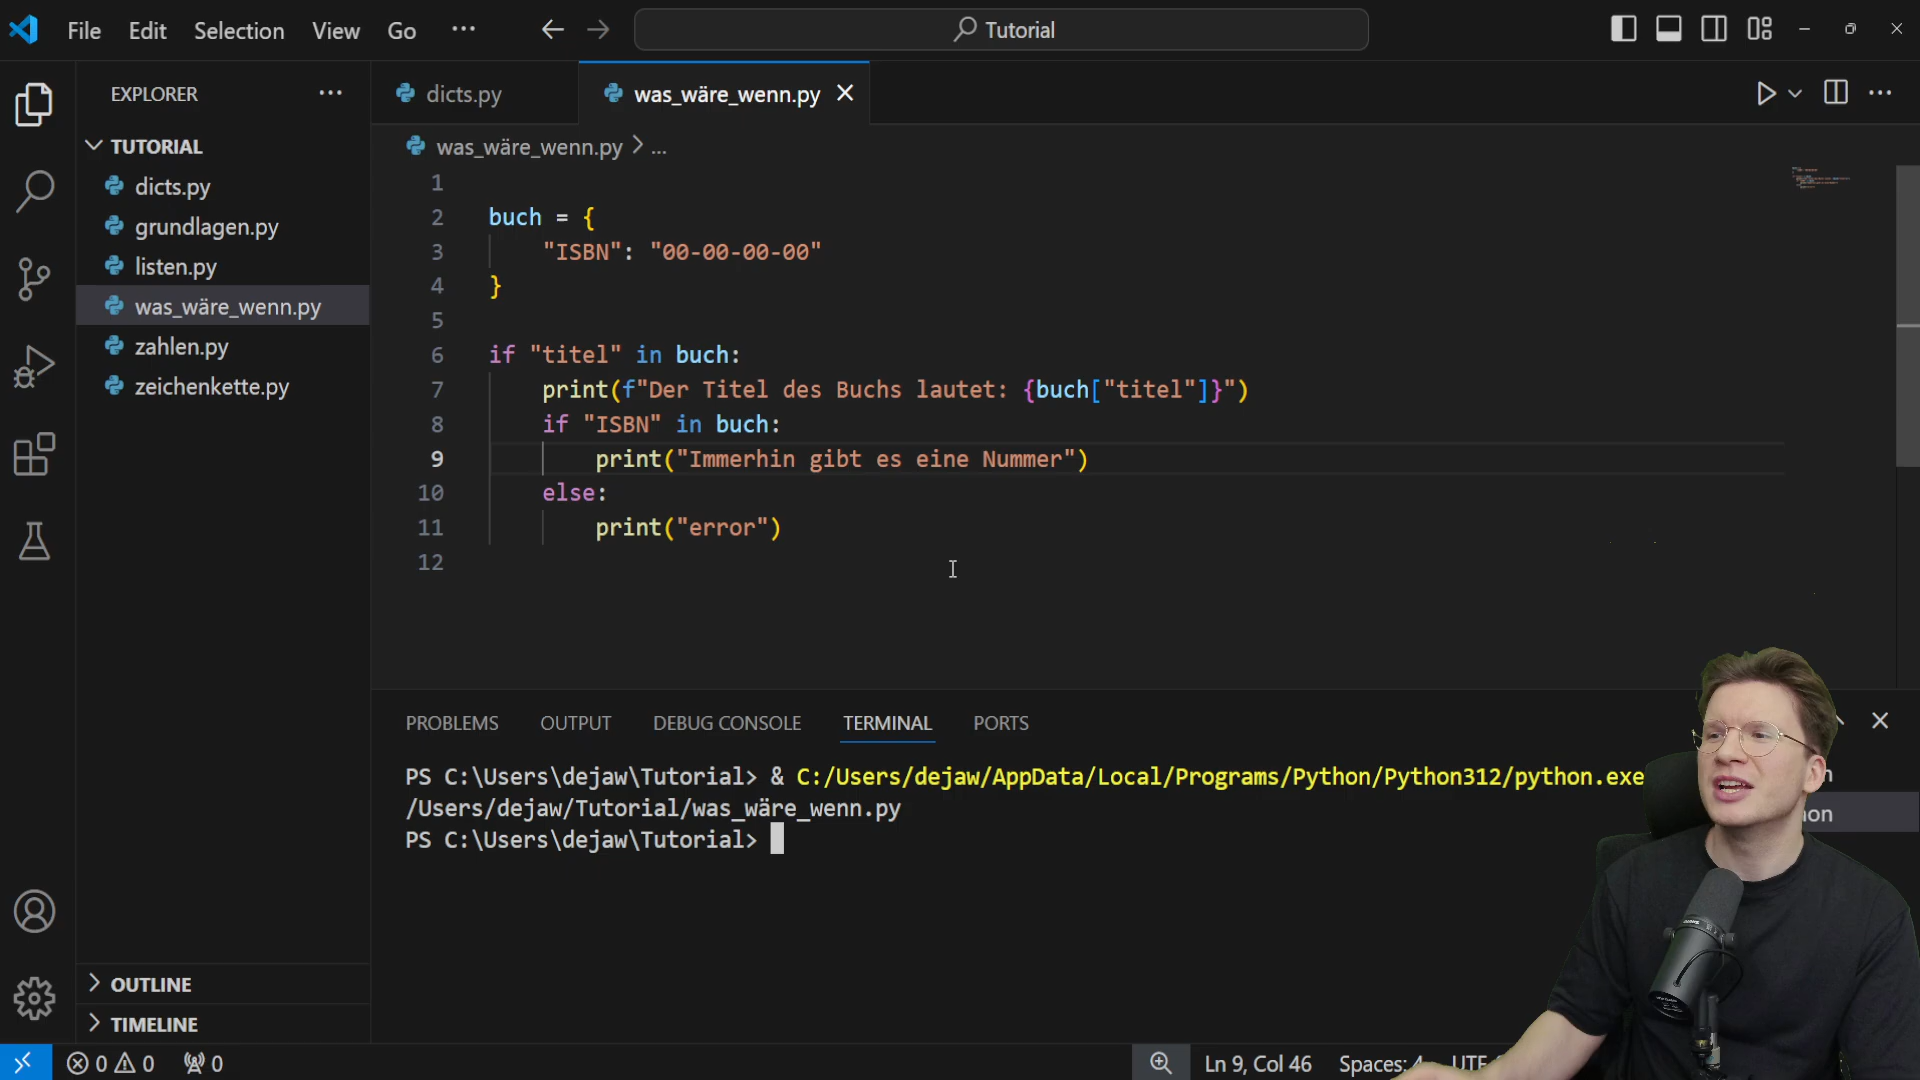 File Edit Selection View Go ··· Tutorial
EXPLORER ···
dicts.py
was_wäre_wenn.py
TUTORIAL
dicts.py
grundlagen.py
listen.py
was_wäre_wenn.py
zahlen.py
zeichenkette.py
was_wäre_wenn.py > ...
1
2 buch = {
3 "ISBN": "00-00-00-00"
4 }
5
6 if "titel" in buch:
7 print(f"Der Titel des Buchs lautet: {buch["titel"]}")
8 if "ISBN" in buch:
9 print("Immerhin gibt es eine Nummer")
10 else:
11 print("error")
12
PROBLEMS OUTPUT DEBUG CONSOLE TERMINAL PORTS
PS C:\Users\dejaw\Tutorial> & C:/Users/dejaw/AppData/Local/Programs/Python/Python312/python.exe
/Users/dejaw/Tutorial/was_wäre_wenn.py
PS C:\Users\dejaw\Tutorial>
OUTLINE
TIMELINE
0 0 0
Ln 9, Col 46 Spaces: 4